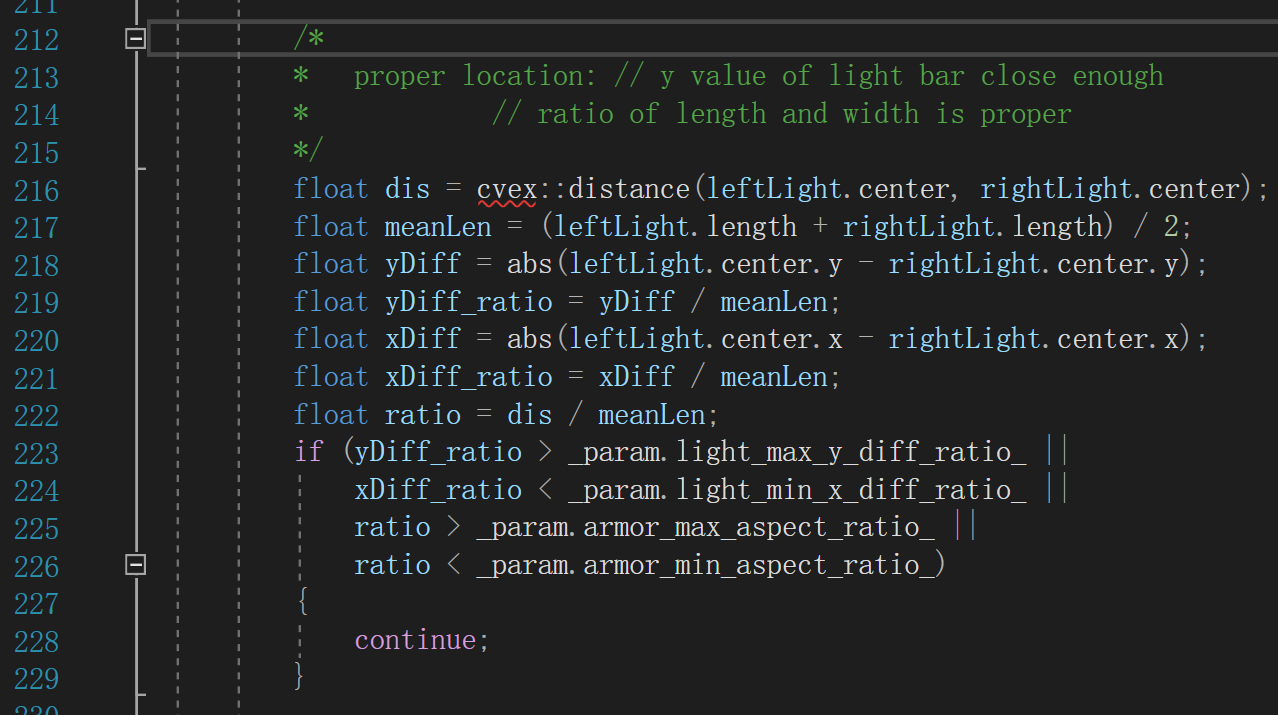 211
212 /*
213 * proper location: // y value of light bar close enough
214 * // ratio of length and width is proper
215 */
216 float dis = cvex::distance(leftLight.center, rightLight.center);
217 float meanLen = (leftLight.length + rightLight.length) / 2;
218 float yDiff = abs(leftLight.center.y - rightLight.center.y);
219 float yDiff_ratio = yDiff / meanLen;
220 float xDiff = abs(leftLight.center.x - rightLight.center.x);
221 float xDiff_ratio = xDiff / meanLen;
222 float ratio = dis / meanLen;
223 if (yDiff_ratio > _param.light_max_y_diff_ratio_ ||
224 xDiff_ratio < _param.light_min_x_diff_ratio_ ||
225 ratio > _param.armor_max_aspect_ratio_ ||
226 ratio < _param.armor_min_aspect_ratio_)
227 {
228 continue;
229 }
230